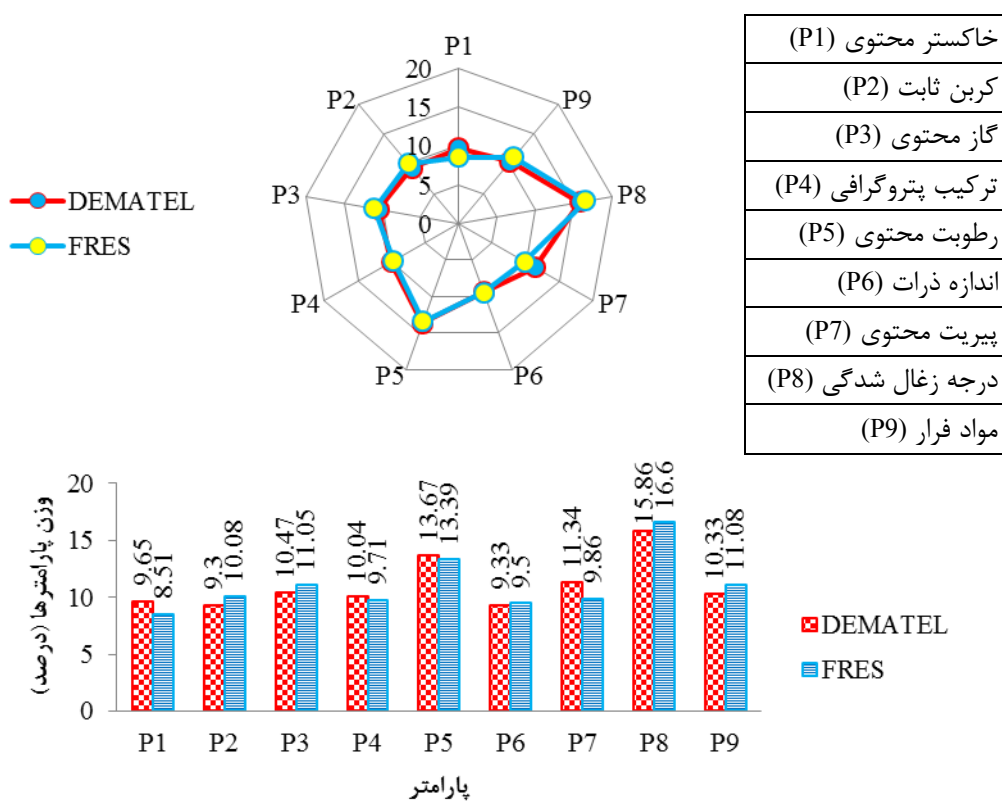 P1
P2
P3
P4
P5
P6
P7
P8
P9
20
15
10
5
0
DEMATEL
FRES
خاکستر محتوی (P1)
کربن ثابت (P2)
گاز محتوی (P3)
ترکیب پتروگرافی (P4)
رطوبت محتوی (P5)
اندازه ذرات (P6)
پیریت محتوی (P7)
درجه زغال شدگی (P8)
مواد فرار (P9)
وزن پارامترها (درصد)
20
15
10
5
0
9.65 8.51
9.3 10.08
10.47 11.05
10.04 9.71
13.67 13.39
9.33 9.5
11.34 9.86
15.86 16.6
10.33 11.08
P1 P2 P3 P4 P5 P6 P7 P8 P9
پارامتر
DEMATEL
FRES